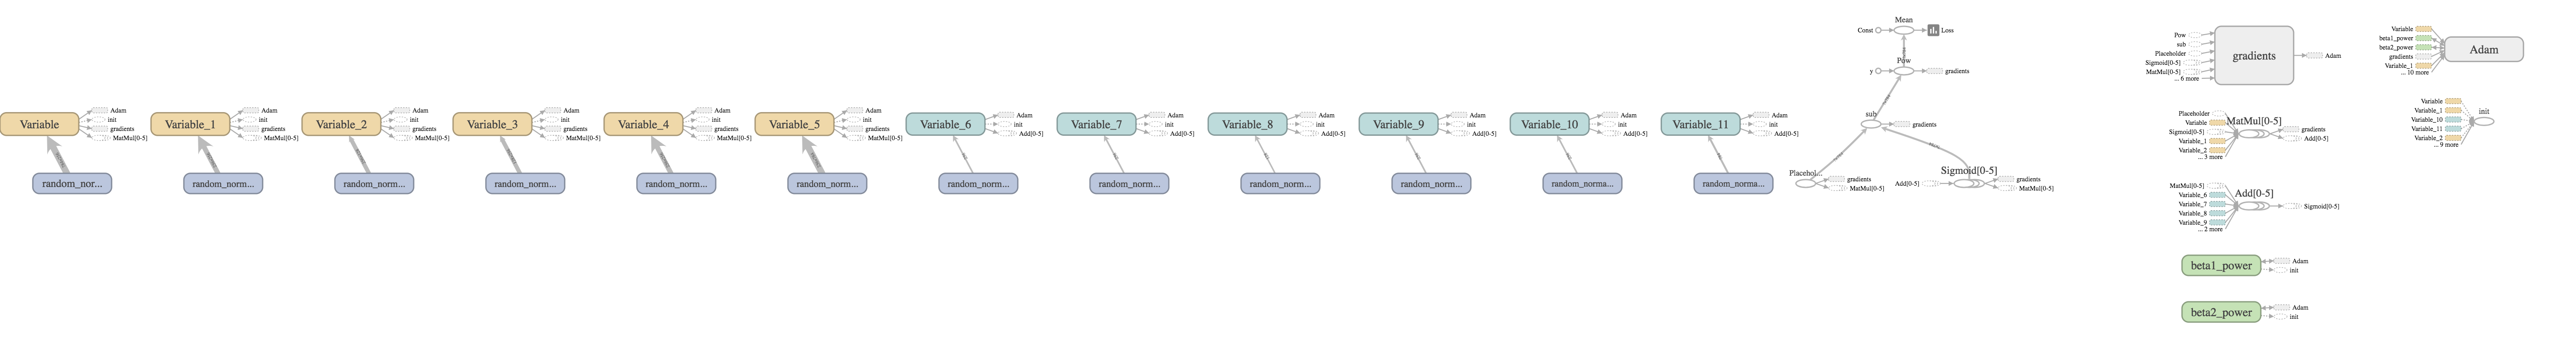 Variable
Adam
init
gradients
MatMul[0-5]
random_nor...
Variable_1
Adam
init
gradients
MatMul[0-5]
random_norm...
Variable_2
Adam
init
gradients
MatMul[0-5]
random_norm...
Variable_3
Adam
init
gradients
MatMul[0-5]
random_norm...
Variable_4
Adam
init
gradients
MatMul[0-5]
random_norm...
Variable_5
Adam
init
gradients
MatMul[0-5]
random_norm...
Variable_6
Adam
init
Add[0-5]
random_norm...
Variable_7
Adam
init
Add[0-5]
random_norm...
Variable_8
Adam
init
Add[0-5]
random_norm...
Variable_9
Adam
init
Add[0-5]
random_norm...
Variable_10
Adam
init
Add[0-5]
random_norma...
Variable_11
Adam
init
Add[0-5]
random_norma...
Mean
Const
Loss
Pow
y
gradients
sub
gradients
Placehol...
gradients
MatMul[0-5]
Sigmoid[0-5]
Add[0-5]
gradients
MatMul[0-5]
Pow
sub
Placeholder
Sigmoid[0-5]
MatMul[0-5]
... 6 more
gradients
Adam
Placeholder
Variable
Sigmoid[0-5]
Variable_1
Variable_2
... 3 more
MatMul[0-5]
gradients
Add[0-5]
MatMul[0-5]
Variable_6
Variable_7
Variable_8
Variable_9
... 2 more
Add[0-5]
Sigmoid[0-5]
beta1_power
Adam
init
beta2_power
Adam
init
Variable
beta1_power
beta2_power
gradients
Variable_1
... 10 more
Adam
Variable
Variable_1
Variable_10
Variable_11
Variable_2
... 9 more
init